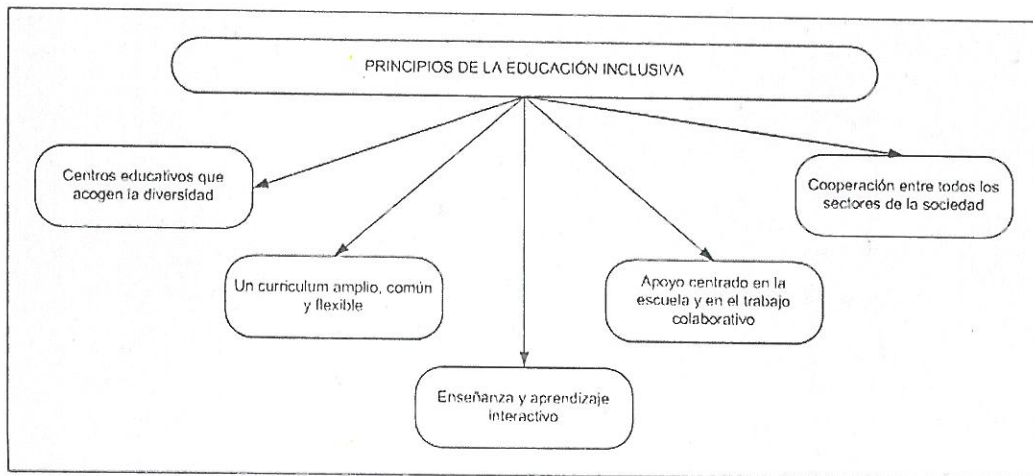 PRINCIPIOS DE LA EDUCACIÓN INCLUSIVA
Centros educativos que
acogen la diversidad
Un curriculum amplio, común
y flexible
Enseñanza y aprendizaje
interactivo
Apoyo centrado en la
escuela y en el trabajo
colaborativo
Cooperación entre todos los
sectores de la sociedad